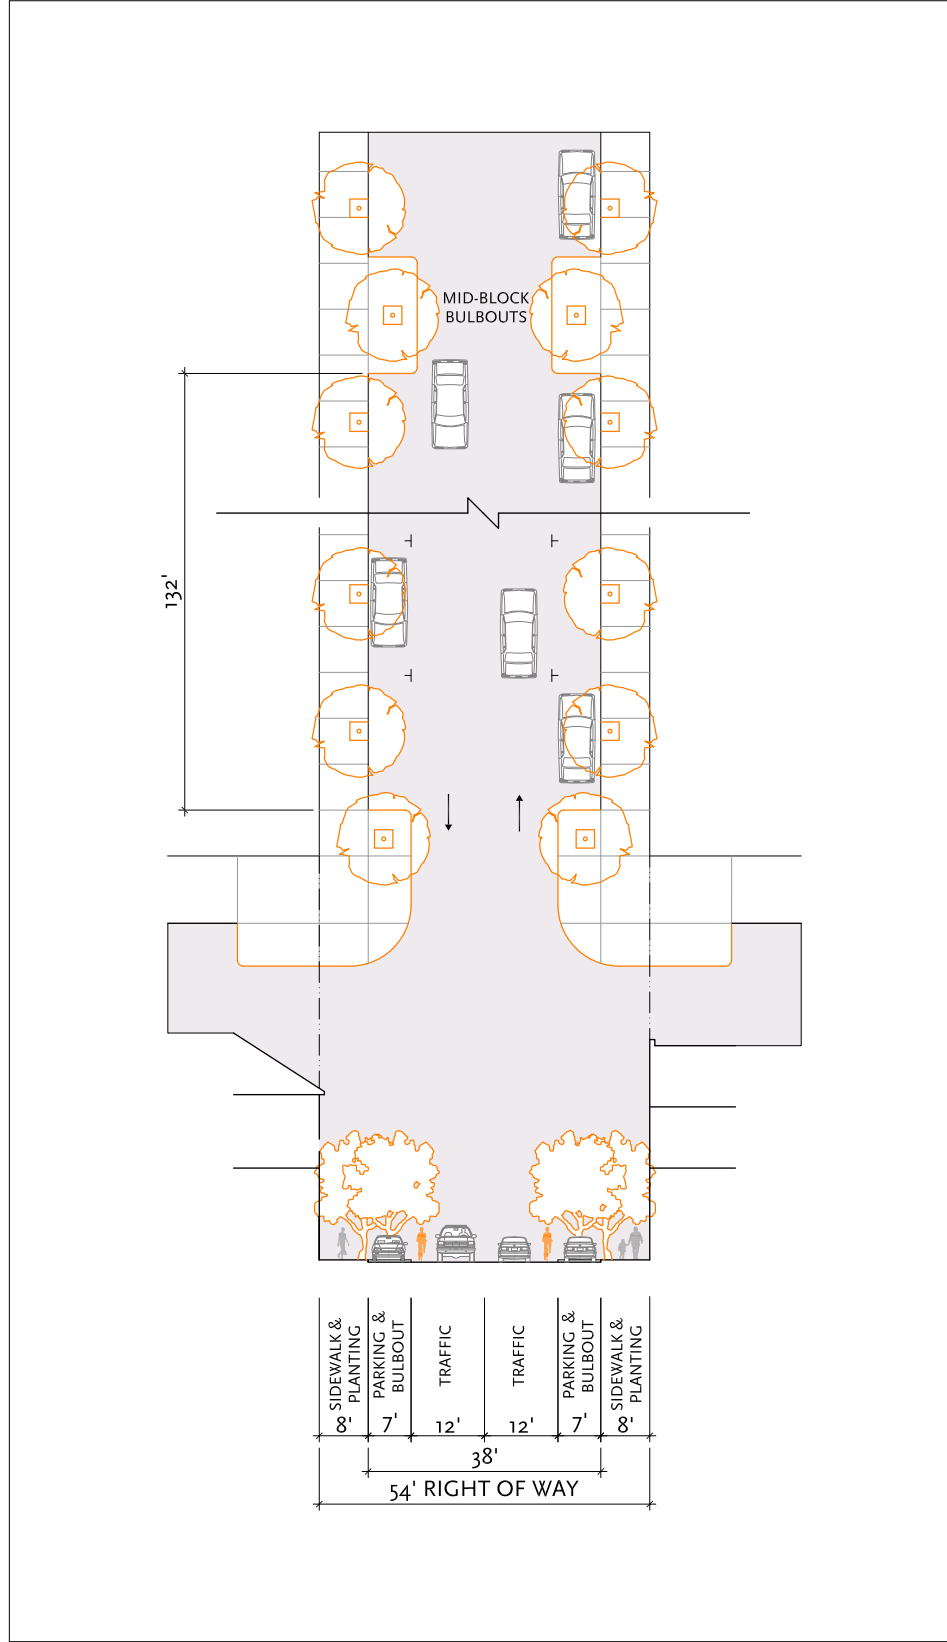 MID-BLOCK
BULBOUTS
132'
SIDEWALK &
PLANTING
PARKING &
BULBOUT
TRAFFIC
TRAFFIC
PARKING &
BULBOUT
SIDEWALK &
PLANTING
8'
7'
12'
12'
7'
8'
38'
54' RIGHT OF WAY